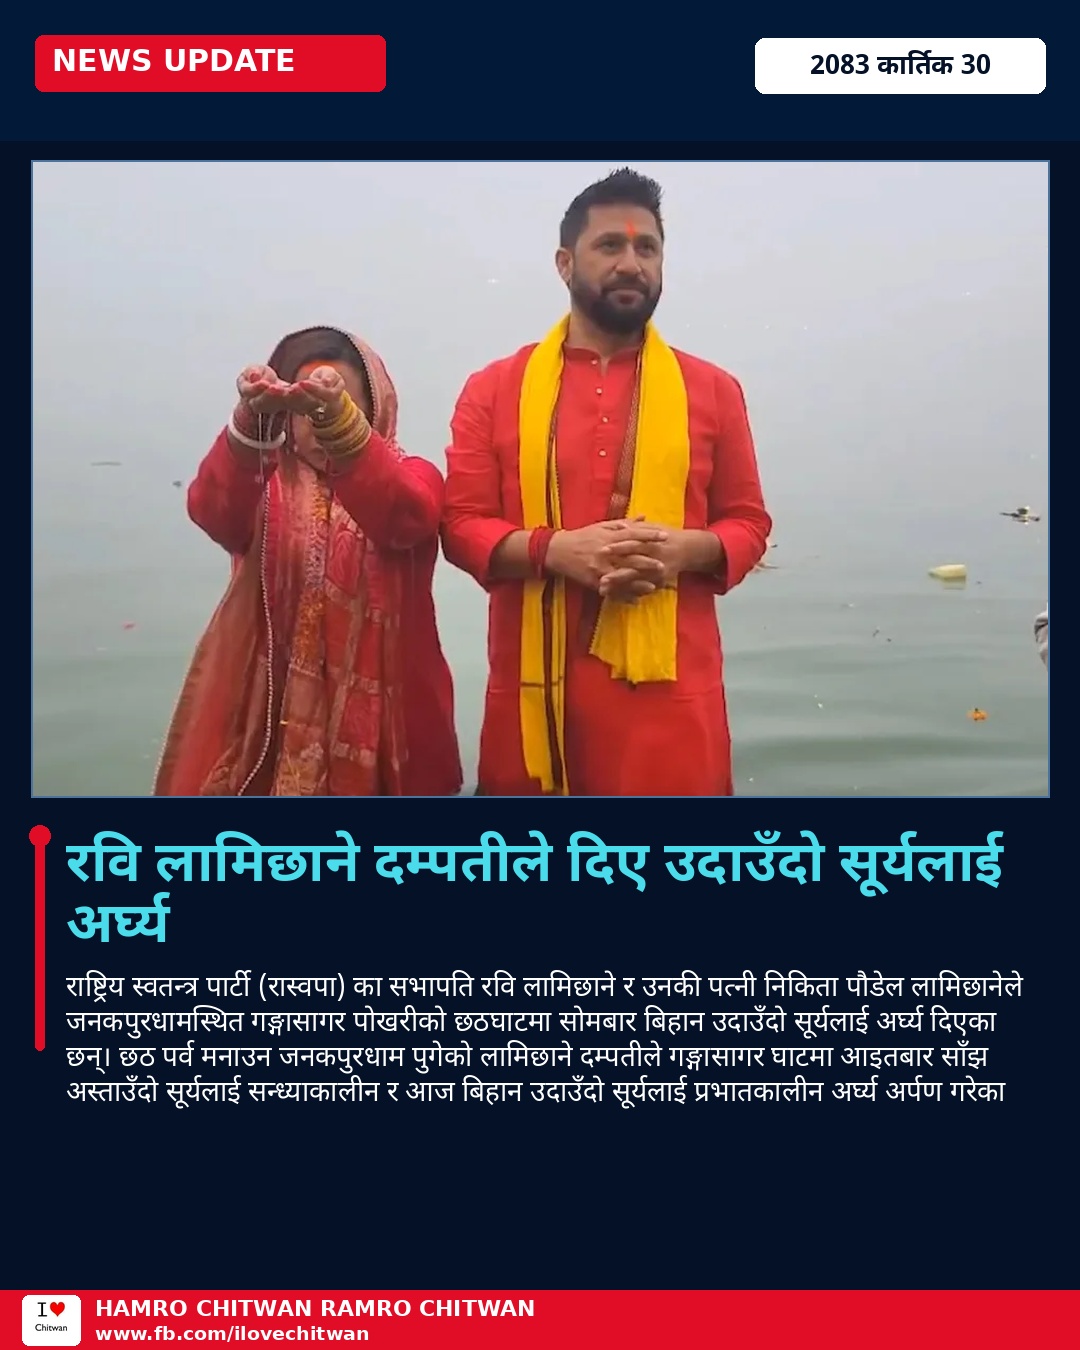 NEWS UPDATE
2083 कार्तिक 30
रवि लामिछाने दम्पतीले दिए उदाउँदो सूर्यलाई
अर्घ्य
राष्ट्रिय स्वतन्त्र पार्टी (रास्वपा) का सभापति रवि लामिछाने र उनकी पत्नी निकिता पौडेल लामिछानेले
जनकपुरधामस्थित गङ्गासागर पोखरीको छठघाटमा सोमबार बिहान उदाउँदो सूर्यलाई अर्घ्य दिएका
छन्। छठ पर्व मनाउन जनकपुरधाम पुगेको लामिछाने दम्पतीले गङ्गासागर घाटमा आइतबार साँझ
अस्ताउँदो सूर्यलाई सन्ध्याकालीन र आज बिहान उदाउँदो सूर्यलाई प्रभातकालीन अर्घ्य अर्पण गरेका
I❤
Chitwan
HAMRO CHITWAN RAMRO CHITWAN
www.fb.com/ilovechitwan